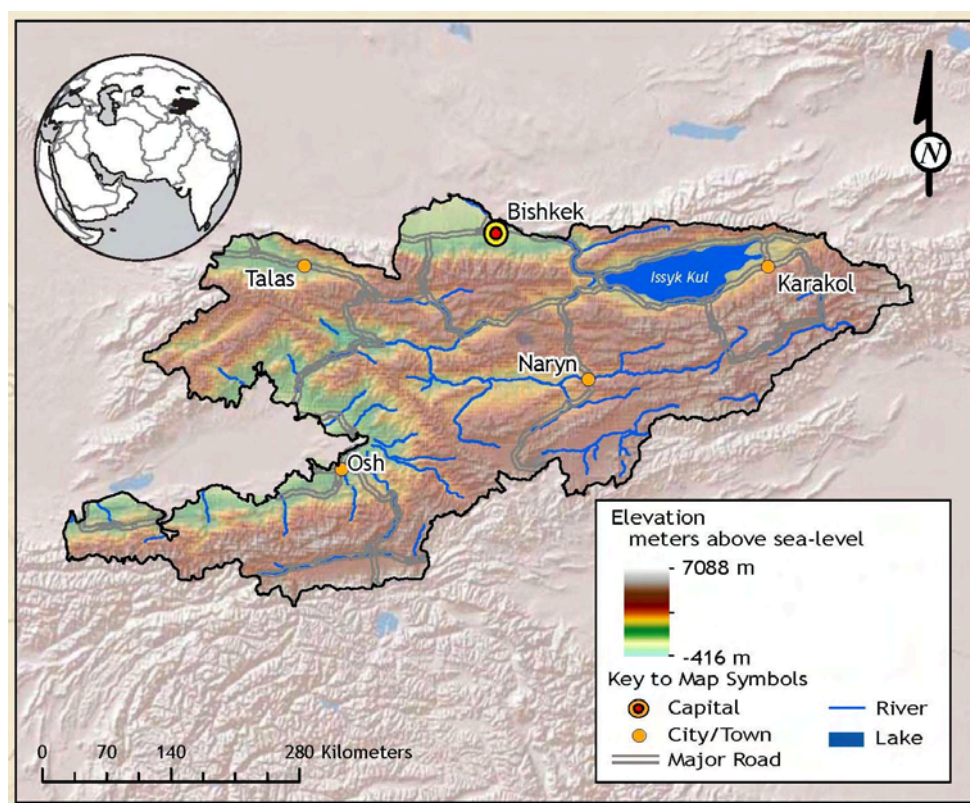 N
Bishkek
Talas
Issyk Kul
Karakol
Naryn
Osh
Elevation
meters above sea-level
7088 m
-416 m
Key to Map Symbols
Capital
City/Town
Major Road
River
Lake
0 70 140 280 Kilometers